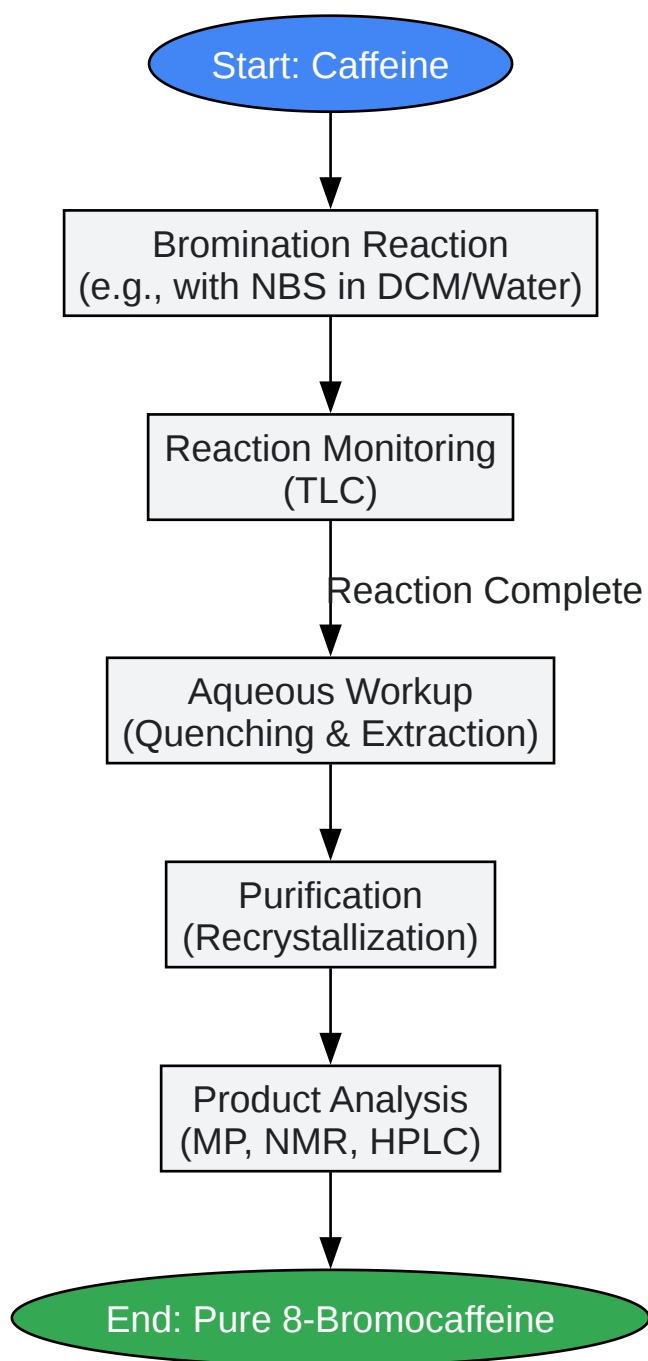 Start: Caffeine
Bromination Reaction
(e.g., with NBS in DCM/Water)
Reaction Monitoring
(TLC)
Reaction Complete
Aqueous Workup
(Quenching & Extraction)
Purification
(Recrystallization)
Product Analysis
(MP, NMR, HPLC)
End: Pure 8-Bromocaffeine